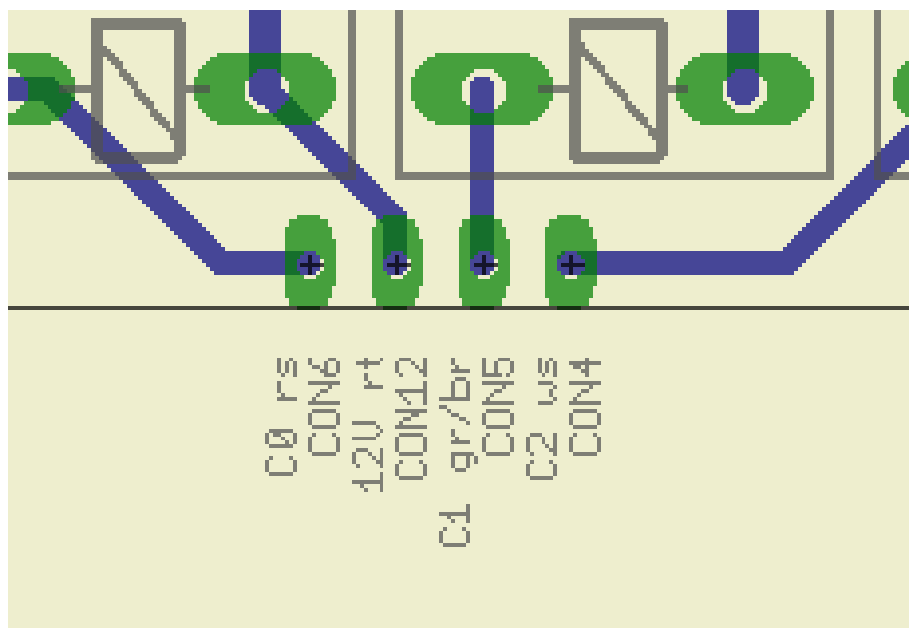 C0 rs
CON6
12V rt
CON12
C1 gr/br
CON5
C2 ws
CON4